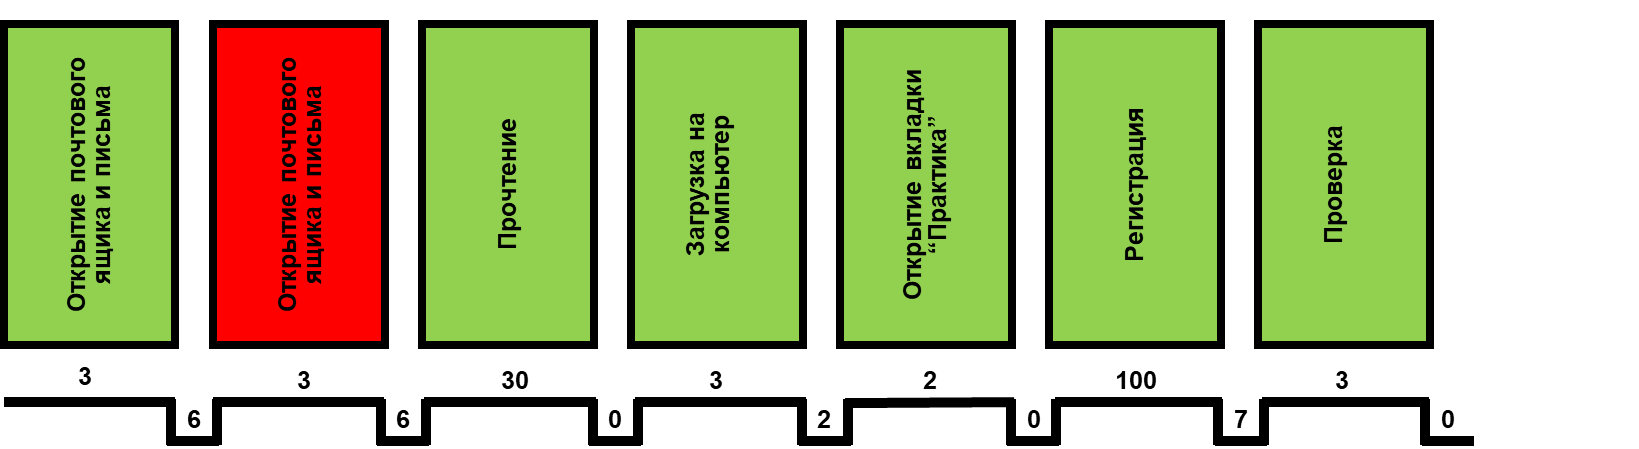 Открытие почтового
ящика и письма
Открытие почтового
ящика и письма
Прочтение
Загрузка на
компьютер
Открытие вкладки
“Практика”
Регистрация
Проверка
3
3
30
3
2
100
3
6
6
0
2
0
7
0